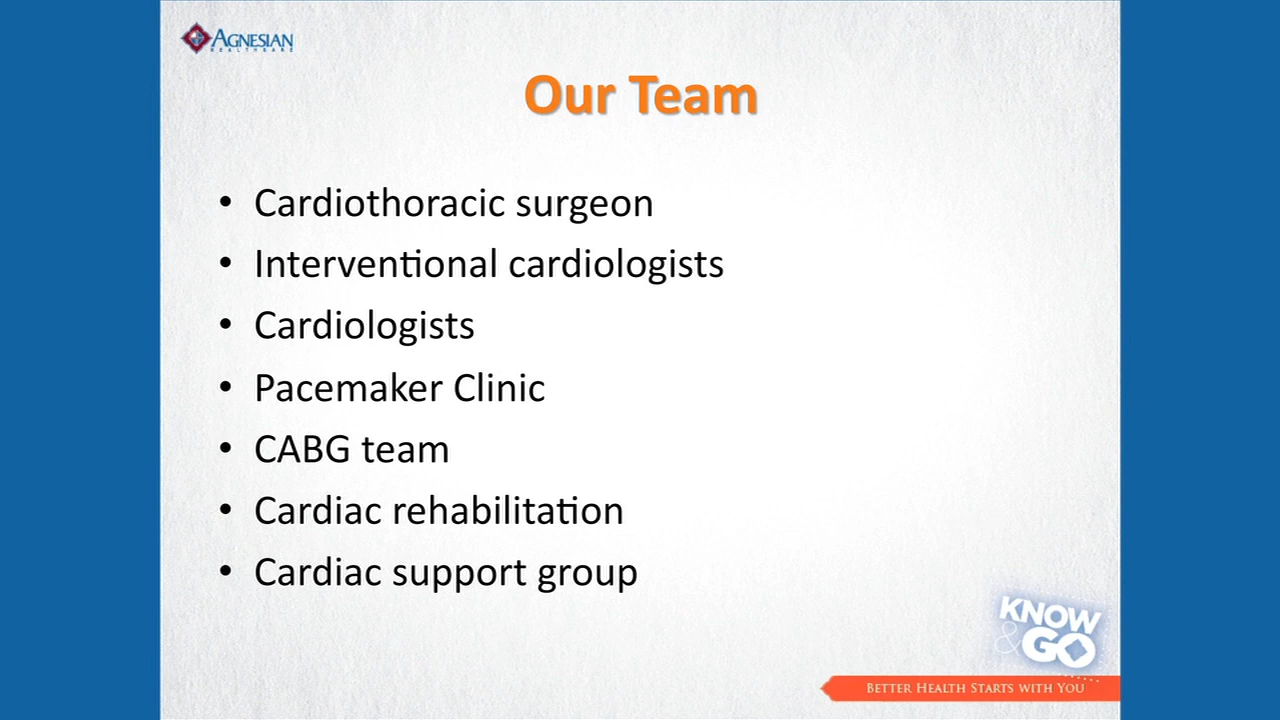 AGNESIAN
HEALTHCARE
Our Team
• Cardiothoracic surgeon
• Interventional cardiologists
• Cardiologists
• Pacemaker Clinic
• CABG team
• Cardiac rehabilitation
• Cardiac support group
KNOW
& GO
BETTER HEALTH STARTS WITH YOU